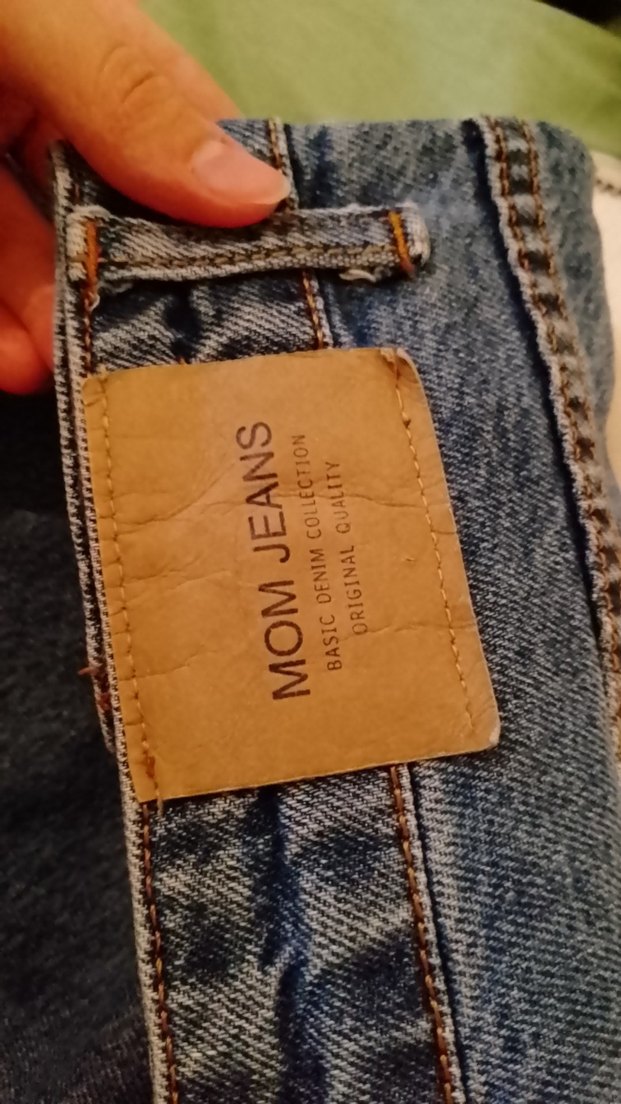 MOM JEANS
BASIC DENIM COLLECTION
ORIGINAL QUALITY